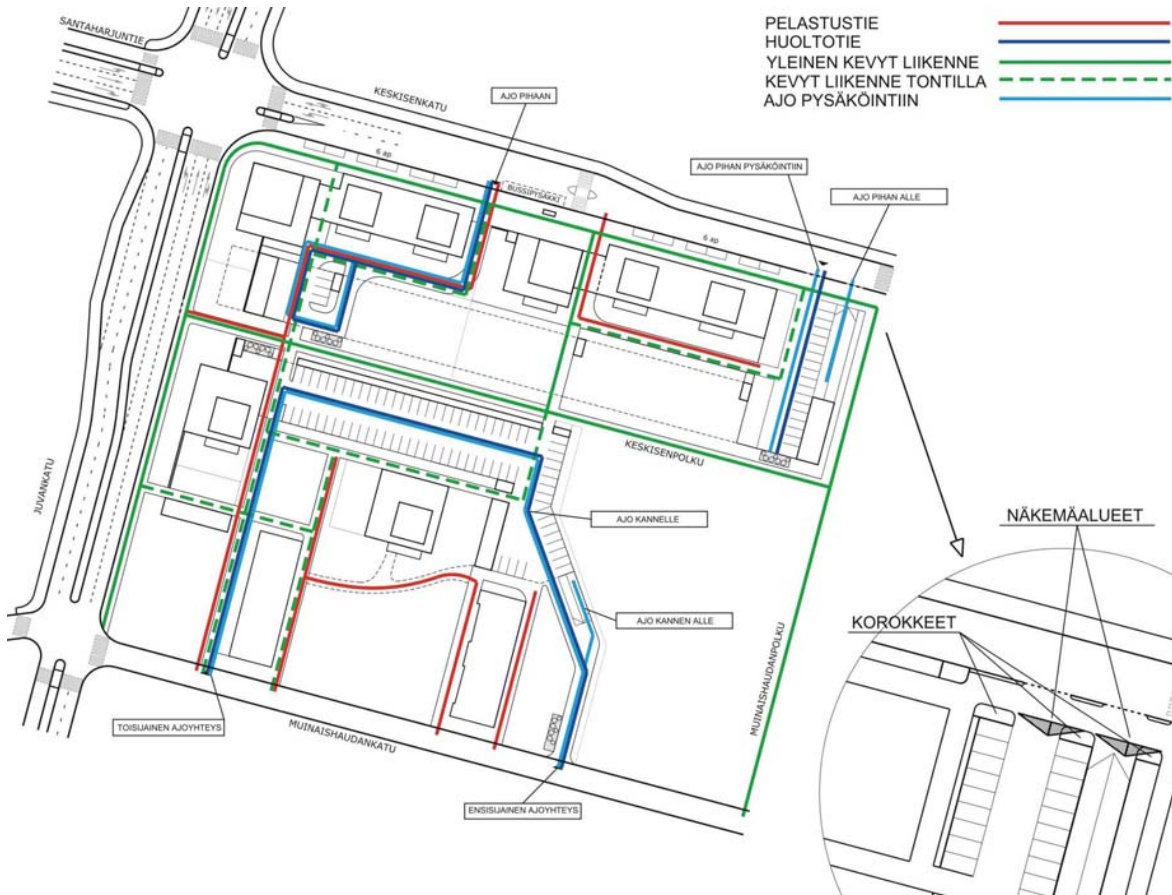 PELASTUSTIE
HUOLTOTIE
YLEINEN KEVYT LIIKENNE
KEVYT LIIKENNE TONTILLA
AJO PYSÄKÖINTIIN
SANTAHARJUNTIE
KESKISENKATU
AJO PIHAAN
6 ap
BUSSIPYSÄKKI
AJO PIHAN PYSÄKÖINTIIN
AJO PIHAN ALLE
6 ap
KESKISENPOLKU
JUVANKATU
AJO KANNELLE
NÄKEMÄALUEET
AJO KANNEN ALLE
KOROKKEET
MUINAISHAUDANPOLKU
TOISIJAINEN AJOYHTEYS
MUINAISHAUDANKATU
ENSISIJAINEN AJOYHTEYS